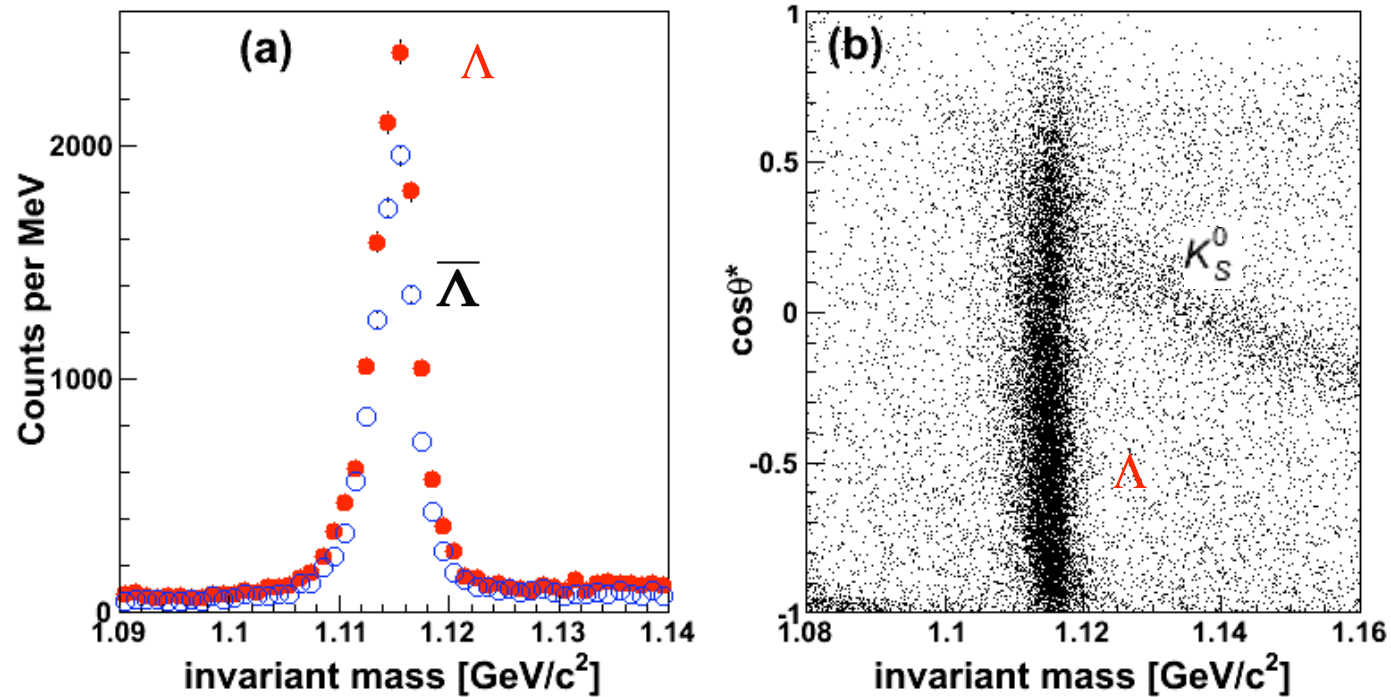 (a)
Λ
Λ̅
Counts per MeV
2000
1000
0
1.09
1.1
1.11
1.12
1.13
1.14
invariant mass [GeV/c²]
(b)
K⁰_S
Λ
cosθ*
1
0.5
0
-0.5
-1
1.08
1.1
1.12
1.14
1.16
invariant mass [GeV/c²]